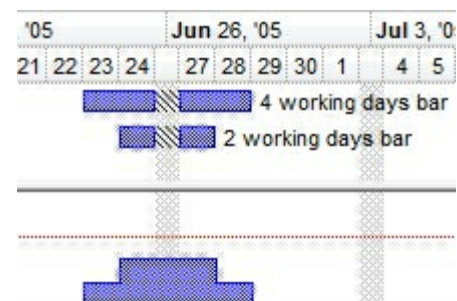 '05 Jun 26, '05 Jul 3, '0
21 22 23 24 27 28 29 30 1 4 5
4 working days bar
2 working days bar